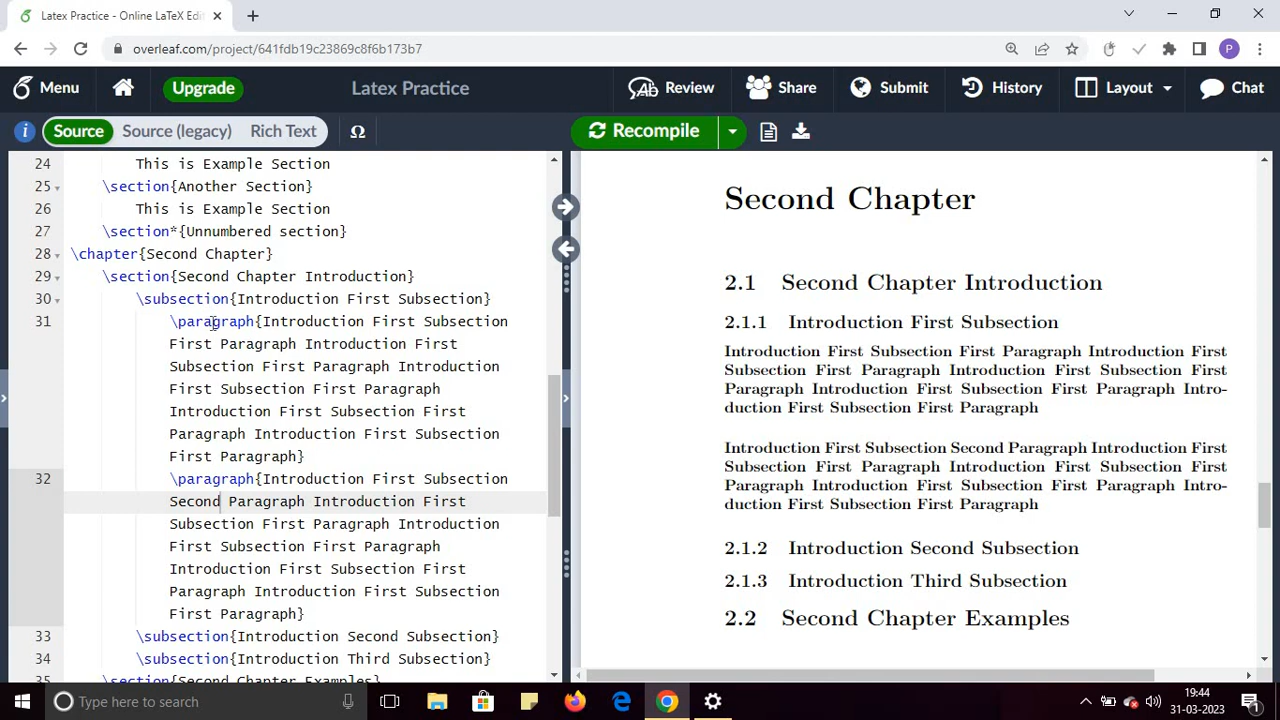 Latex Practice - Online LaTeX Edi
overleaf.com/project/641fdb19c23869c8f6b173b7
P
Menu
Upgrade
Latex Practice
Review
Share
Submit
History
Layout
Chat
Source
Source (legacy)
Rich Text
Ω
Recompile
24 This is Example Section
25 \section{Another Section}
26 This is Example Section
27 \section*{Unnumbered section}
28 \chapter{Second Chapter}
29 \section{Second Chapter Introduction}
30 \subsection{Introduction First Subsection}
31 \paragraph{Introduction First Subsection
First Paragraph Introduction First
Subsection First Paragraph Introduction
First Subsection First Paragraph
Introduction First Subsection First
Paragraph Introduction First Subsection
First Paragraph}
32 \paragraph{Introduction First Subsection
Second Paragraph Introduction First
Subsection First Paragraph Introduction
First Subsection First Paragraph
Introduction First Subsection First
Paragraph Introduction First Subsection
First Paragraph}
33 \subsection{Introduction Second Subsection}
34 \subsection{Introduction Third Subsection}
35 \section{Second Chapter Examples}
Second Chapter
2.1 Second Chapter Introduction
2.1.1 Introduction First Subsection
Introduction First Subsection First Paragraph Introduction First
Subsection First Paragraph Introduction First Subsection First
Paragraph Introduction First Subsection First Paragraph Intro-
duction First Subsection First Paragraph
Introduction First Subsection Second Paragraph Introduction First
Subsection First Paragraph Introduction First Subsection First
Paragraph Introduction First Subsection First Paragraph Intro-
duction First Subsection First Paragraph
2.1.2 Introduction Second Subsection
2.1.3 Introduction Third Subsection
2.2 Second Chapter Examples
Type here to search
19:44
31-03-2023
1